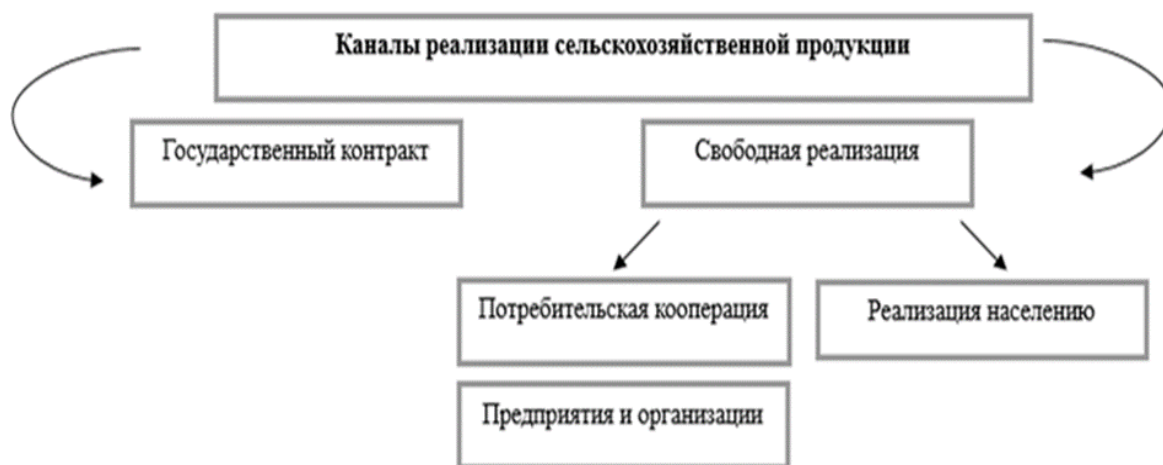 Каналы реализации сельскохозяйственной продукции
Государственный контракт
Свободная реализация
Потребительская кооперация
Реализация населению
Предприятия и организации